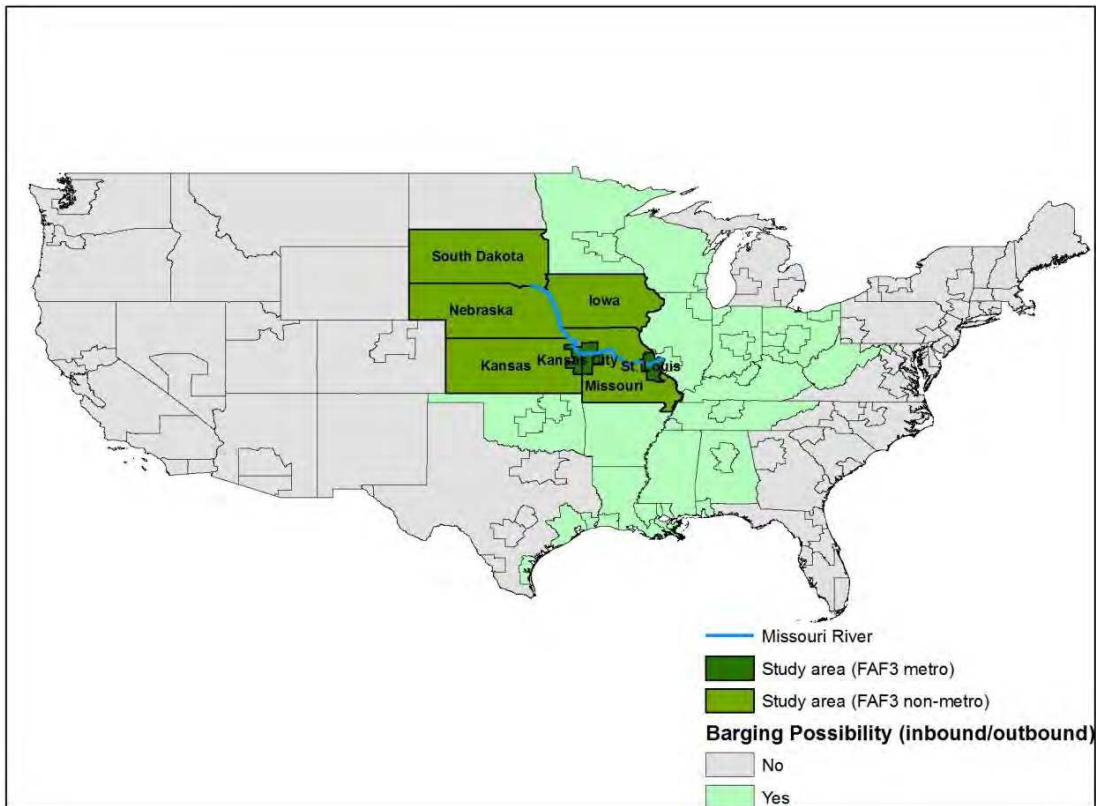 South Dakota
Nebraska
Iowa
Kansas
Kansas City
St. Louis
Missouri
Missouri River
Study area (FAF3 metro)
Study area (FAF3 non-metro)
Barging Possibility (inbound/outbound)
No
Yes